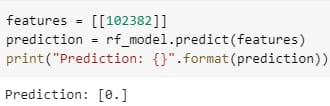 features = [[102382]]
prediction = rf_model.predict(features)
print("Prediction: {}".format(prediction))
Prediction: [0.]